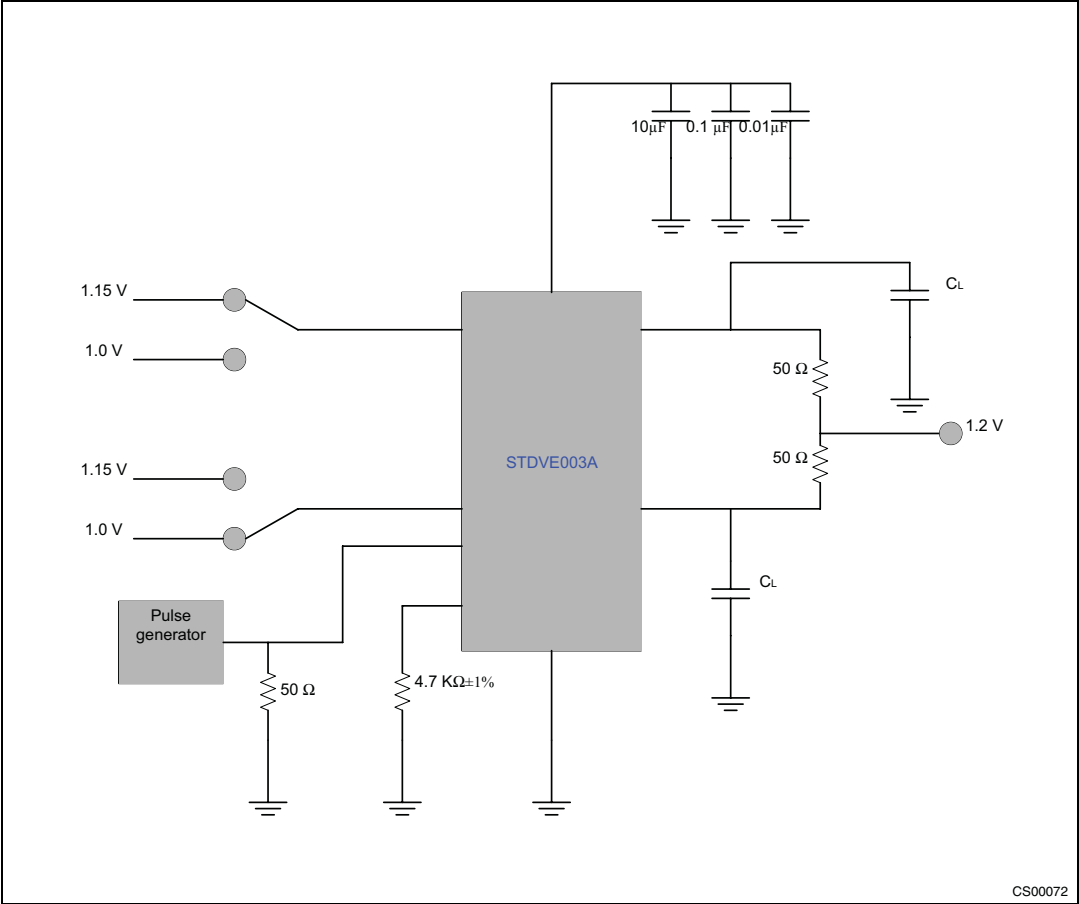 10µF 0.1 µF 0.01µF
1.15 V
CL
1.0 V
50 Ω
1.2 V
50 Ω
STDVE003A
1.15 V
1.0 V
CL
Pulse
generator
50 Ω
4.7 KΩ±1%
CS00072